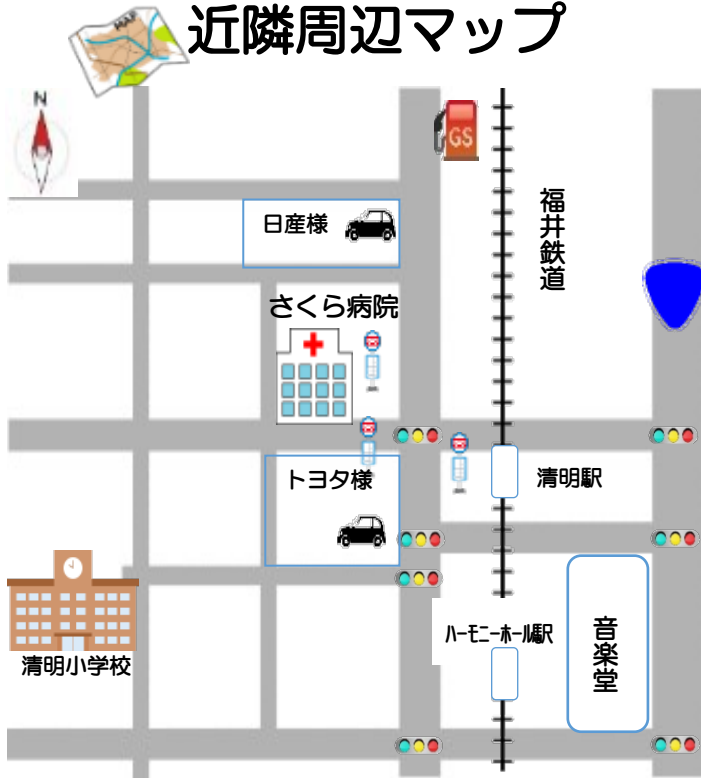 近隣周辺マップ
MAP
N
GS
日産様
福井鉄道
さくら病院
トヨタ様
清明駅
ハーモニーホール駅
音楽堂
清明小学校